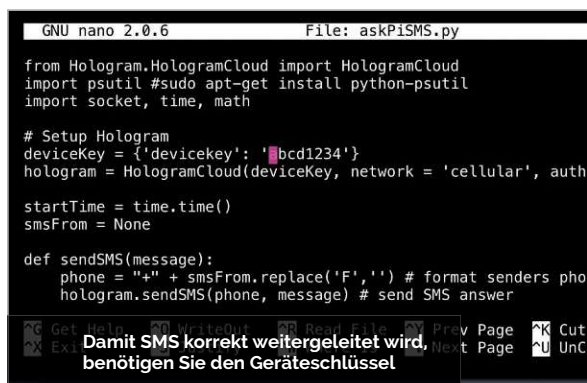 GNU nano 2.0.6 File: askPiSMS.py
from Hologram.HologramCloud import HologramCloud
import psutil #sudo apt-get install python-psutil
import socket, time, math
# Setup Hologram
deviceKey = {'devicekey': 'abcd1234'}
hologram = HologramCloud(deviceKey, network = 'cellular', auth
startTime = time.time()
smsFrom = None
def sendSMS(message):
phone = "+" + smsFrom.replace('F','') # format senders pho
hologram.sendSMS(phone, message) # send SMS answer
^G Get Help ^O WriteOut ^R Read File ^Y Prev Page ^K Cut
^X Exit ^J Justify t Page ^U UnC
Damit SMS korrekt weitergeleitet wird,
benötigen Sie den Geräteschlüssel